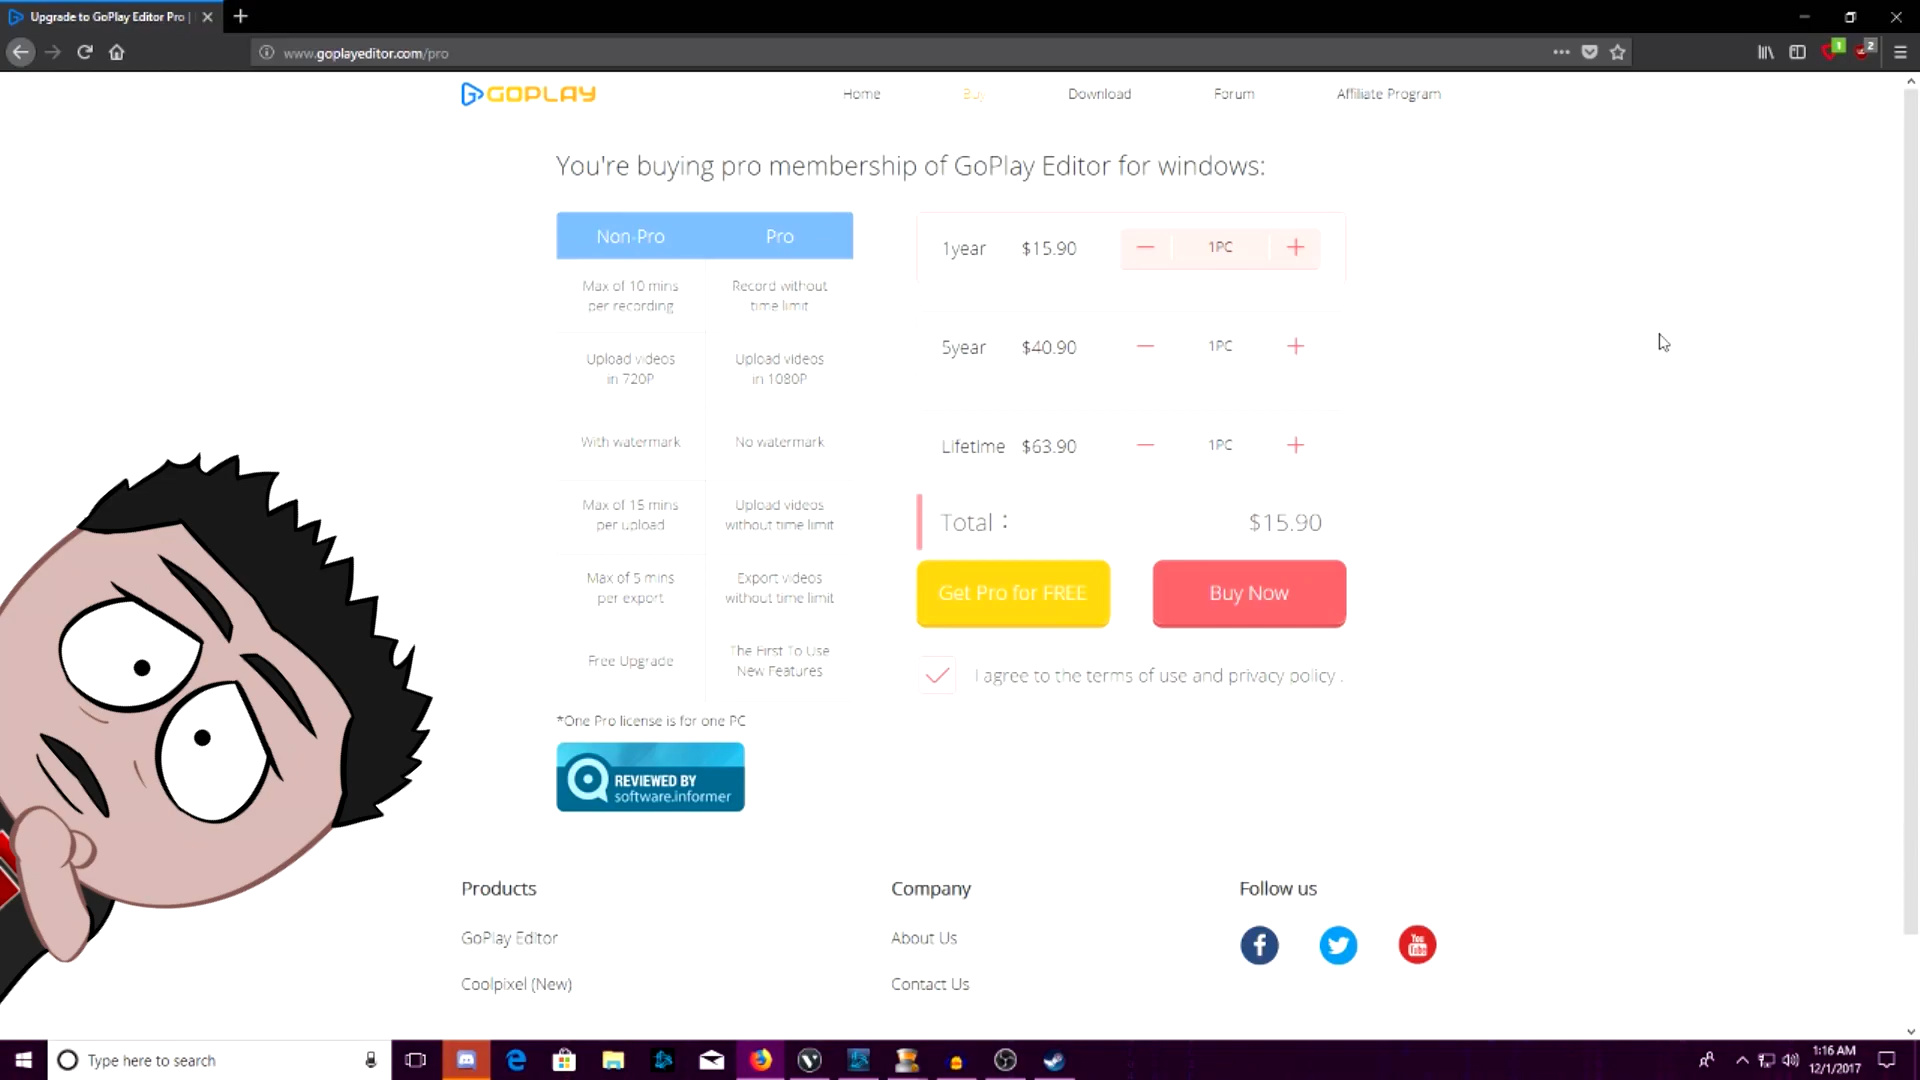 Upgrade to GoPlay Editor Pro |
www.goplayeditor.com/pro
1
2
GOPLAY
Home
Buy
Download
Forum
Affiliate Program
You're buying pro membership of GoPlay Editor for windows:
Non-Pro
Pro
Max of 10 mins
per recording
Record without
time limit
Upload videos
in 720P
Upload videos
in 1080P
With watermark
No watermark
Max of 15 mins
per upload
Upload videos
without time limit
Max of 5 mins
per export
Export videos
without time limit
Free Upgrade
The First To Use
New Features
*One Pro license is for one PC
REVIEWED BY
software.informer
1year $15.90 1PC
5year $40.90 1PC
Lifetime $63.90 1PC
Total : $15.90
Get Pro for FREE
Buy Now
I agree to the terms of use and privacy policy .
Products
GoPlay Editor
Coolpixel (New)
Company
About Us
Contact Us
Follow us
You
Tube
Type here to search
1:16 AM
12/1/2017